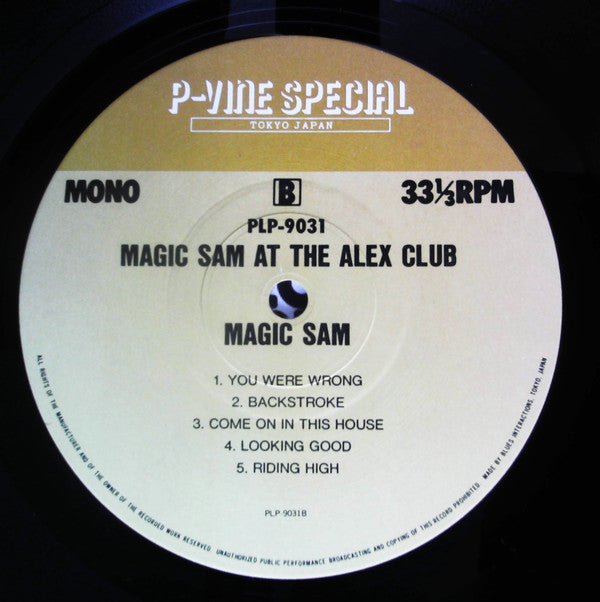 P-VINE SPECIAL
TOKYO JAPAN
MONO
B
33⅓RPM
PLP-9031
MAGIC SAM AT THE ALEX CLUB
MAGIC SAM
1. YOU WERE WRONG
2. BACKSTROKE
3. COME ON IN THIS HOUSE
4. LOOKING GOOD
5. RIDING HIGH
PLP-9031B
ALL RIGHTS OF THE MANUFACTURER AND OF THE OWNER OF THE RECORDED WORK RESERVED. UNAUTHORIZED PUBLIC PERFORMANCE BROADCASTING AND COPYING OF THIS RECORD PROHIBITED. MADE BY BLUES INTERACTIONS, TOKYO, JAPAN